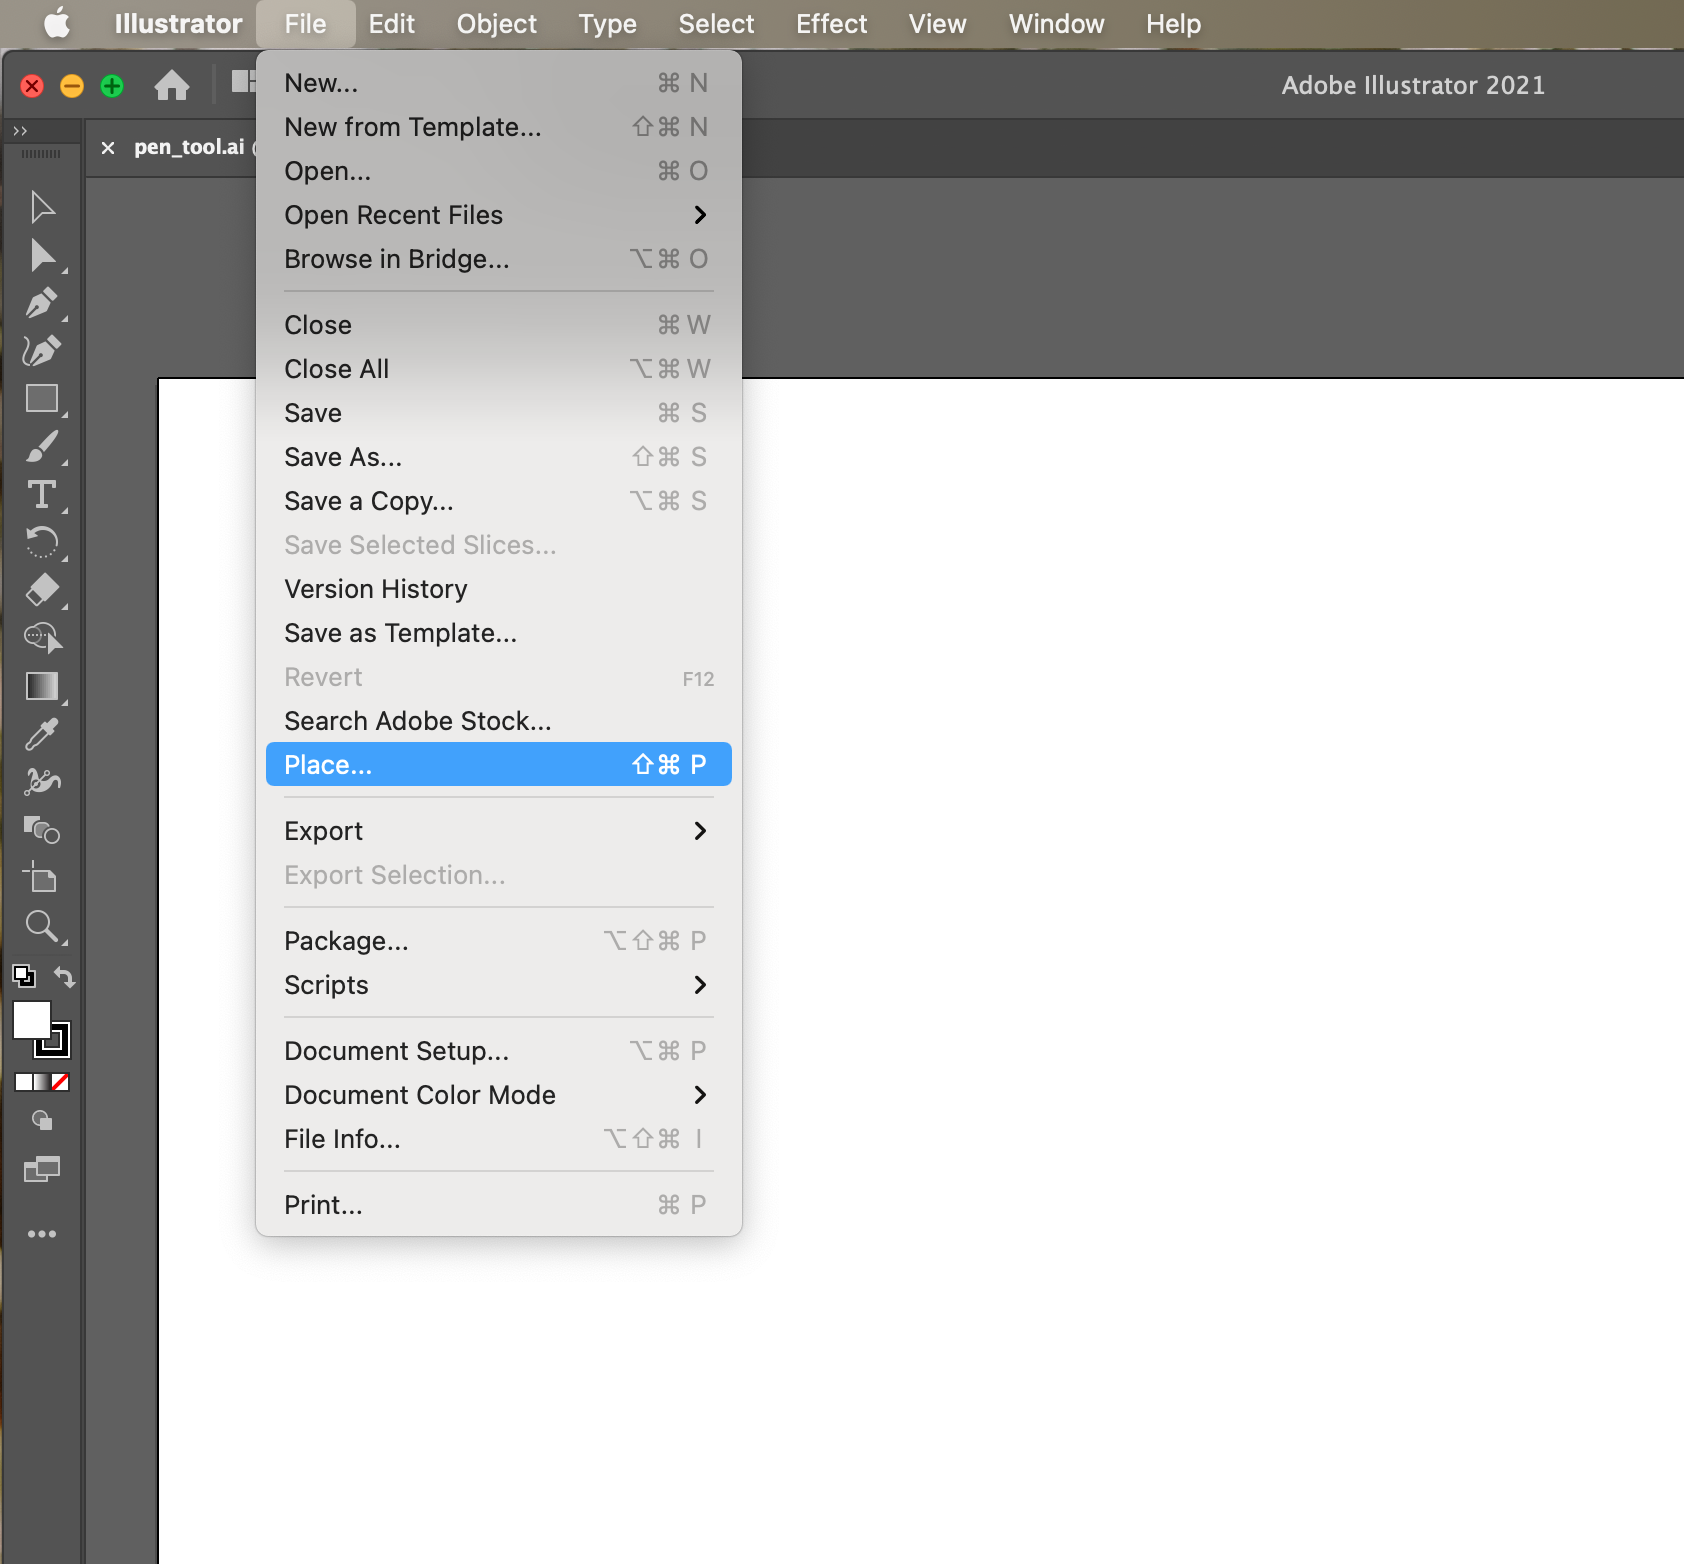 Illustrator File Edit Object Type Select Effect View Window Help
Adobe Illustrator 2021
pen_tool.ai
New... ⌘ N
New from Template... ⇧⌘ N
Open... ⌘ O
Open Recent Files
Browse in Bridge... ⌥⌘ O
Close ⌘ W
Close All ⌥⌘ W
Save ⌘ S
Save As... ⇧⌘ S
Save a Copy... ⌥⌘ S
Save Selected Slices...
Version History
Save as Template...
Revert F12
Search Adobe Stock...
Place... ⇧⌘ P
Export
Export Selection...
Package... ⌥⇧⌘ P
Scripts
Document Setup... ⌥⌘ P
Document Color Mode
File Info... ⌥⇧⌘ I
Print... ⌘ P